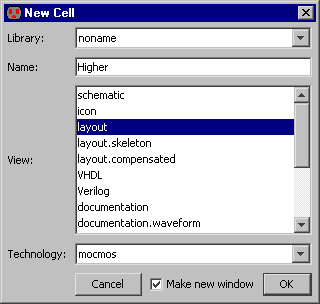 New Cell
Library: noname
Name: Higher
View:
schematic
icon
layout
layout.skeleton
layout.compensated
VHDL
Verilog
documentation
documentation.waveform
Technology: mocmos
Cancel Make new window OK